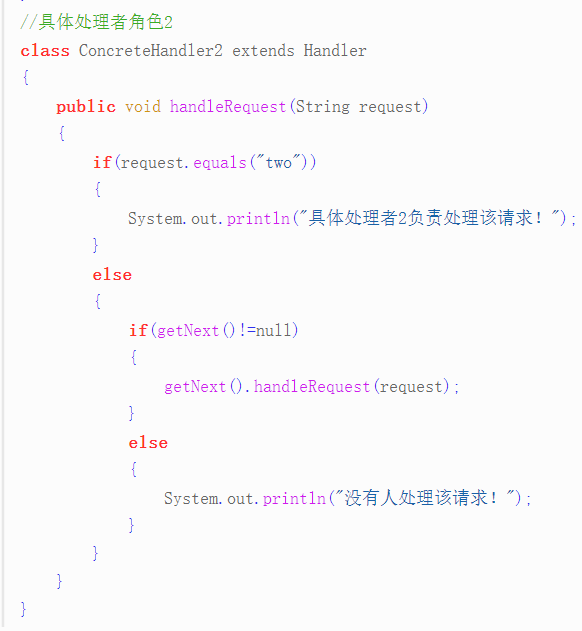 //具体处理者角色2
class ConcreteHandler2 extends Handler
{
    public void handleRequest(String request)
    {
        if(request.equals("two"))
        {
            System.out.println("具体处理者2负责处理该请求！");
        }
        else
        {
            if(getNext()!=null)
            {
                getNext().handleRequest(request);
            }
            else
            {
                System.out.println("没有人处理该请求！");
            }
        }
    }
}